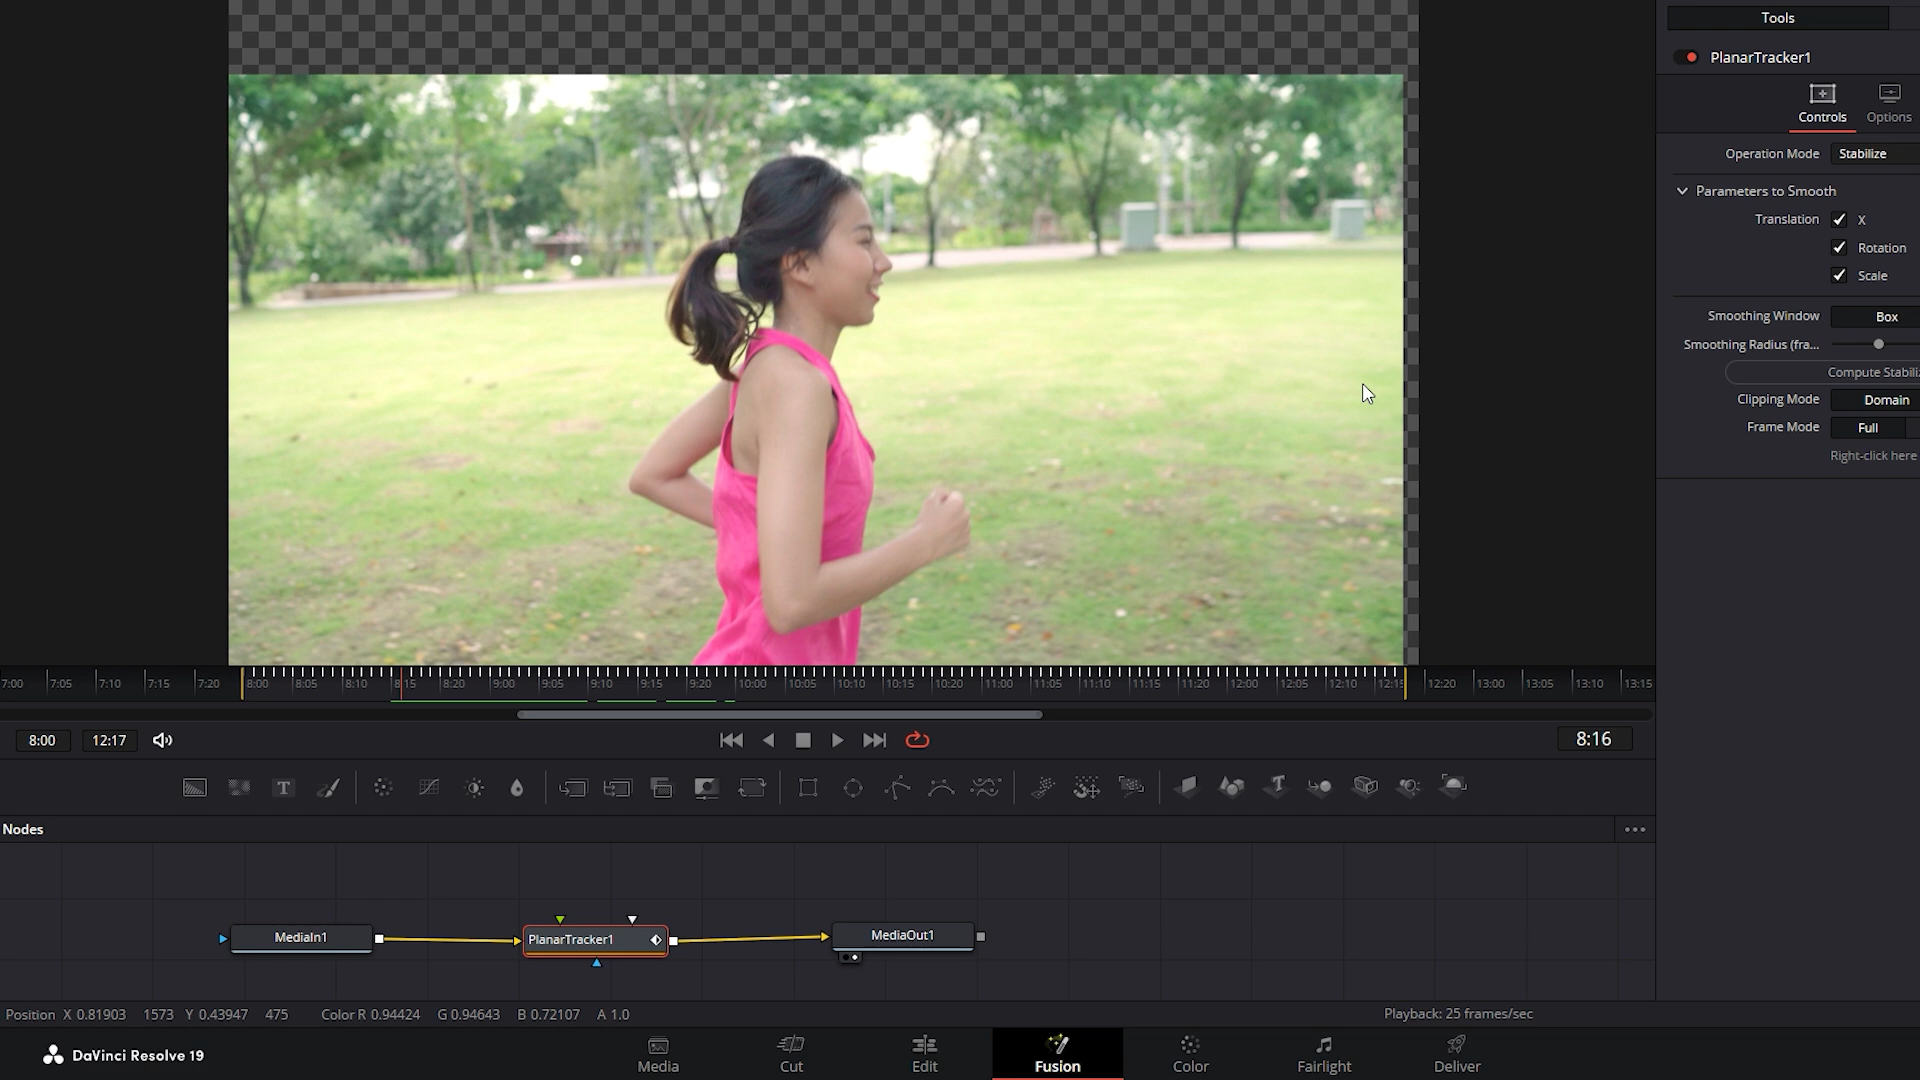 Tools
PlanarTracker1
Controls Options
Operation Mode Stabilize
Parameters to Smooth
Translation X
Rotation
Scale
Smoothing Window Box
Smoothing Radius (fra...
Compute Stabili
Clipping Mode Domain
Frame Mode Full
Right-click here
7:00 7:05 7:10 7:15 7:20 8:00 8:05 8:10 8:15 8:20 9:00 9:05 9:10 9:15 9:20 10:00 10:05 10:10 10:15 10:20 11:00 11:05 11:10 11:15 11:20 12:00 12:05 12:10 12:15 12:20 13:00 13:05 13:10 13:15
8:00 12:17 8:16
T
Nodes
MediaIn1 PlanarTracker1 MediaOut1
Position X 0.81903 1573 Y 0.43947 475 Color R 0.94424 G 0.94643 B 0.72107 A 1.0 Playback: 25 frames/sec
DaVinci Resolve 19 Media Cut Edit Fusion Color Fairlight Deliver